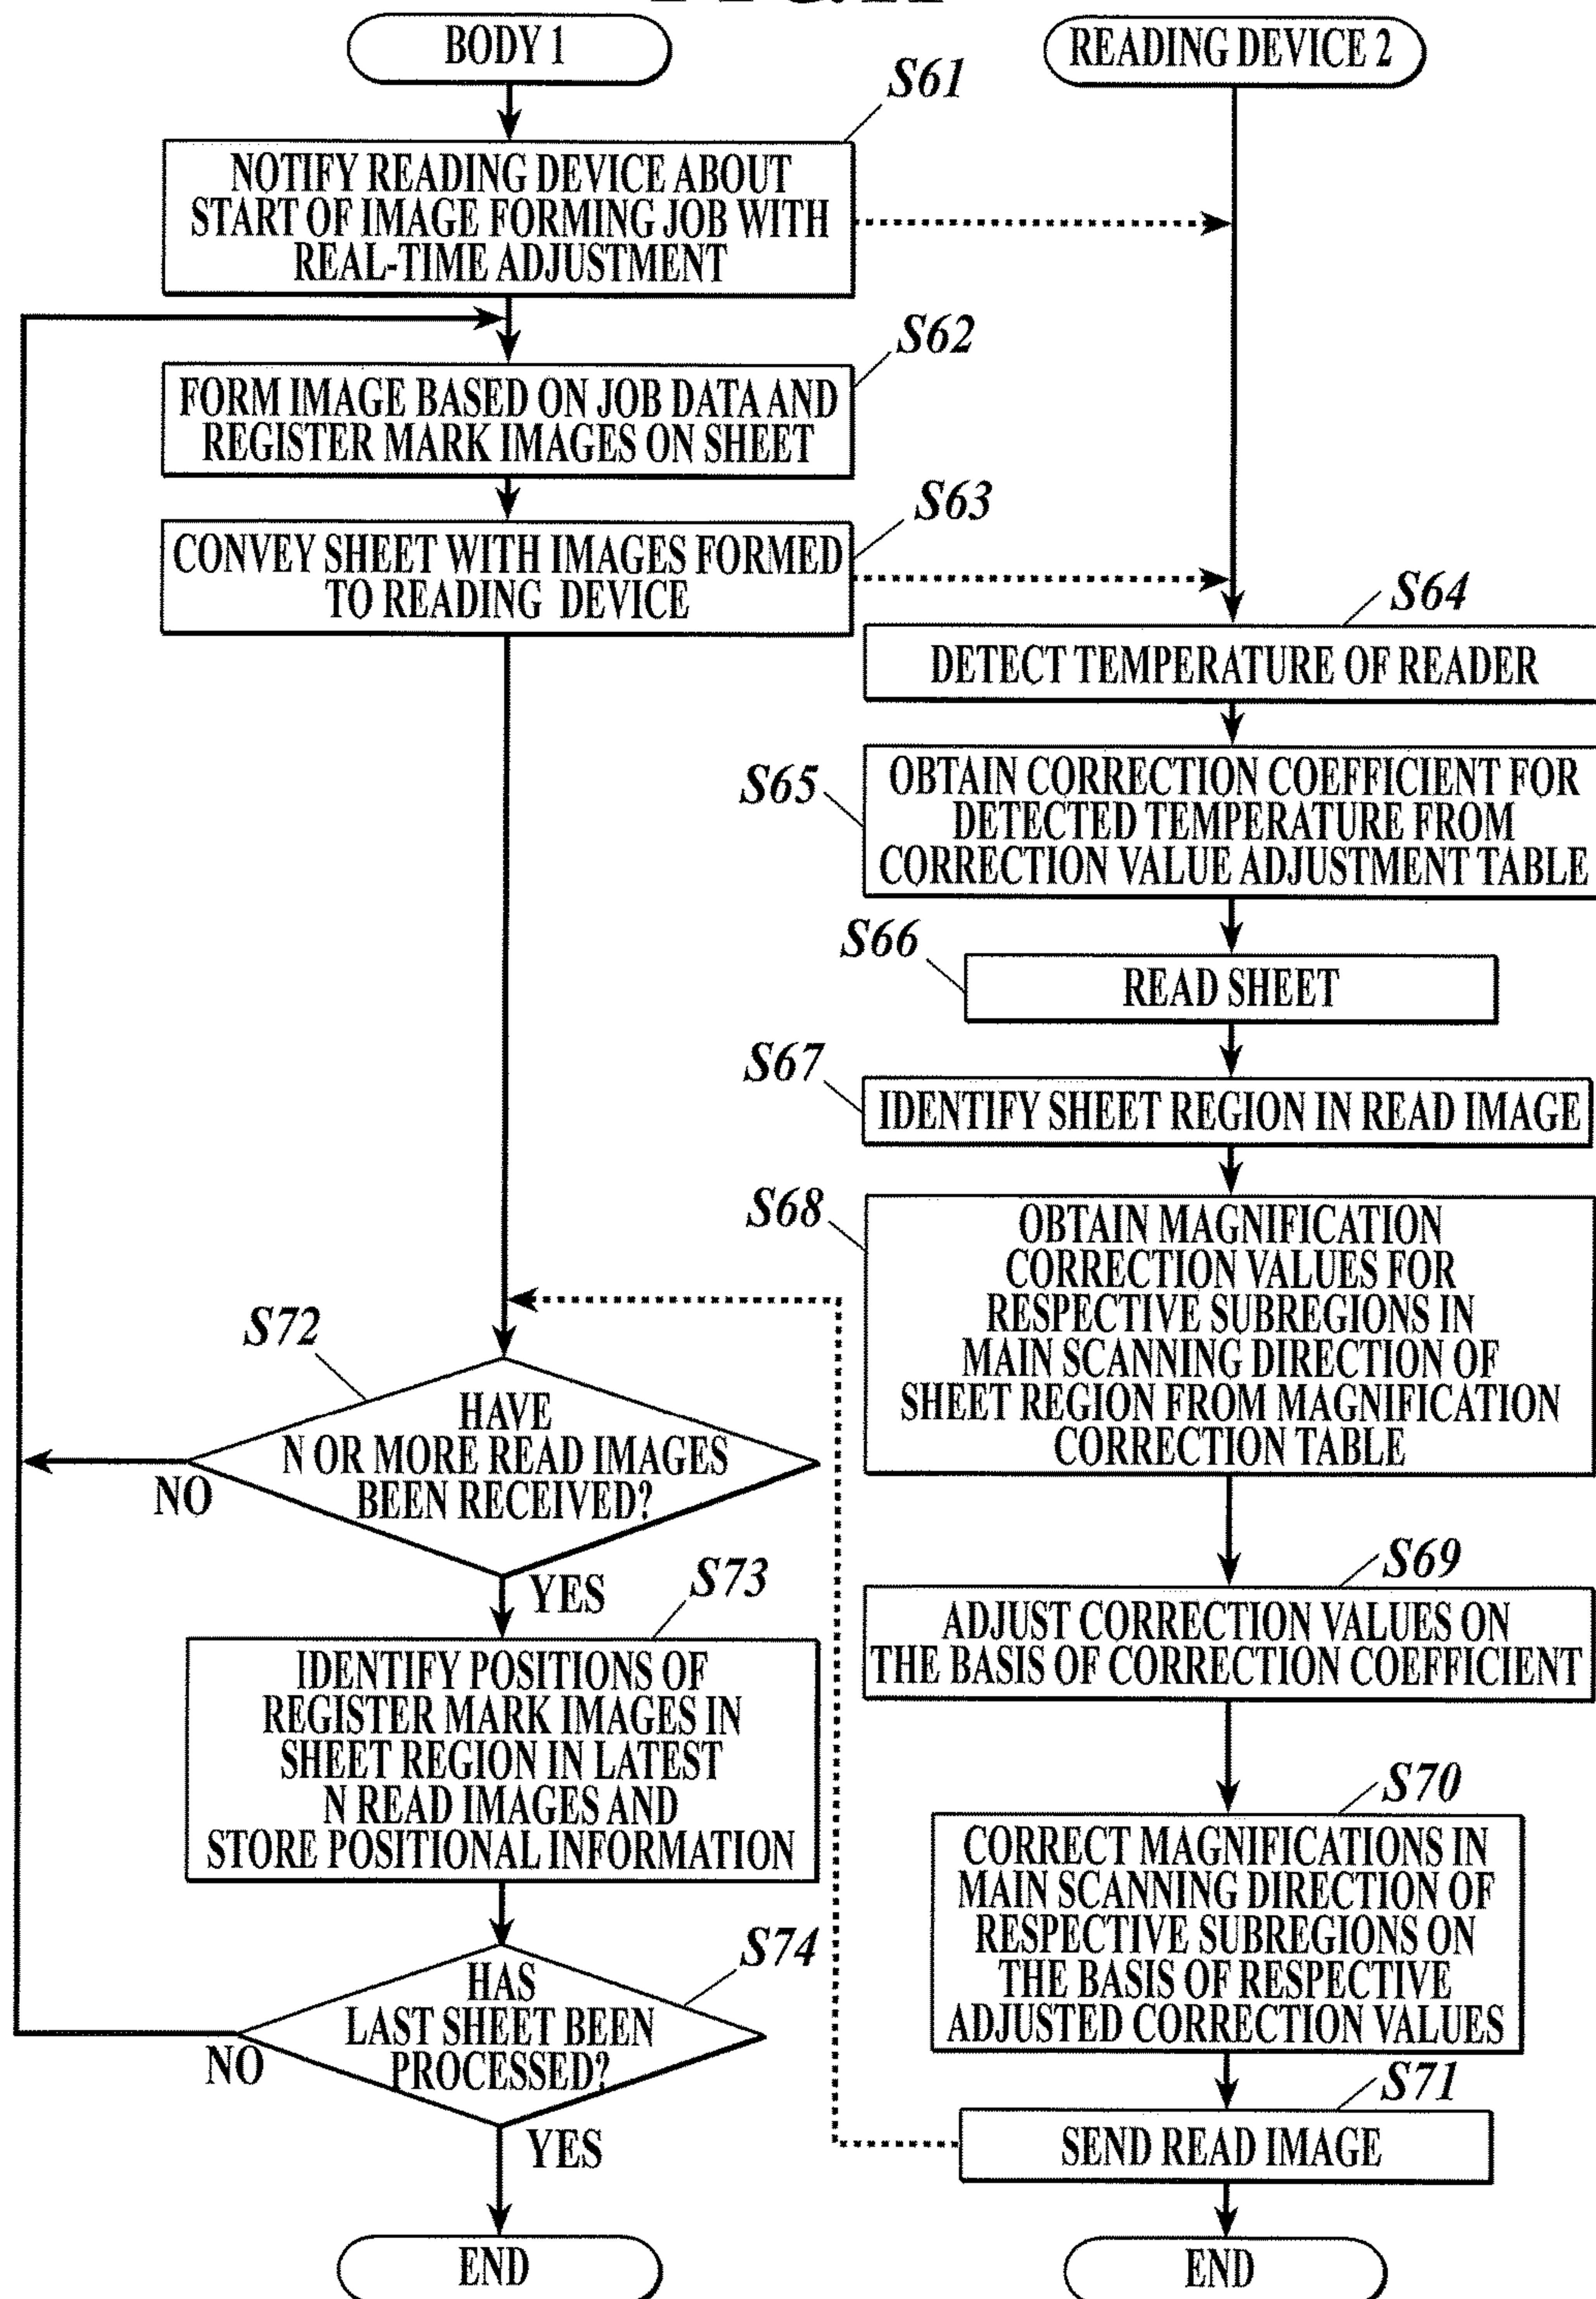 BODY 1
READING DEVICE 2
S61
NOTIFY READING DEVICE ABOUT
START OF IMAGE FORMING JOB WITH
REAL-TIME ADJUSTMENT
S62
FORM IMAGE BASED ON JOB DATA AND
REGISTER MARK IMAGES ON SHEET
S63
CONVEY SHEET WITH IMAGES FORMED
TO READING DEVICE
S64
DETECT TEMPERATURE OF READER
S65
OBTAIN CORRECTION COEFFICIENT FOR
DETECTED TEMPERATURE FROM
CORRECTION VALUE ADJUSTMENT TABLE
S66
READ SHEET
S67
IDENTIFY SHEET REGION IN READ IMAGE
S68
OBTAIN MAGNIFICATION
CORRECTION VALUES FOR
RESPECTIVE SUBREGIONS IN
MAIN SCANNING DIRECTION OF
SHEET REGION FROM MAGNIFICATION
CORRECTION TABLE
S69
ADJUST CORRECTION VALUES ON
THE BASIS OF CORRECTION COEFFICIENT
S70
CORRECT MAGNIFICATIONS IN
MAIN SCANNING DIRECTION OF
RESPECTIVE SUBREGIONS ON
THE BASIS OF RESPECTIVE
ADJUSTED CORRECTION VALUES
S71
SEND READ IMAGE
END
S72
HAVE
N OR MORE READ IMAGES
BEEN RECEIVED?
NO
YES
S73
IDENTIFY POSITIONS OF
REGISTER MARK IMAGES IN
SHEET REGION IN LATEST
N READ IMAGES AND
STORE POSITIONAL INFORMATION
S74
HAS
LAST SHEET BEEN
PROCESSED?
NO
YES
END